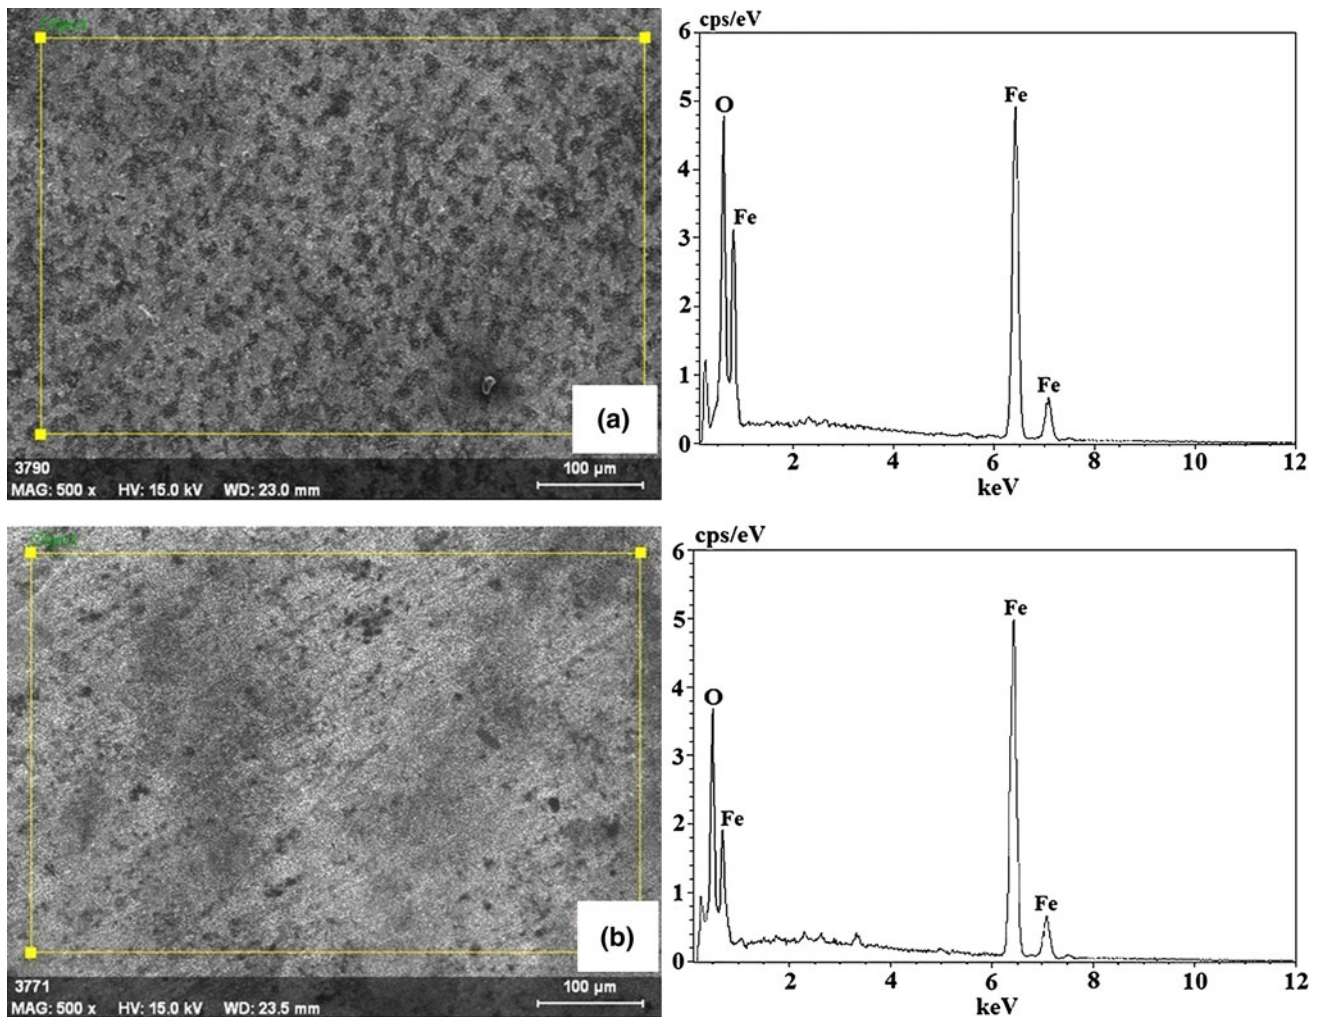 Object
cps/eV
6
O
Fe
5
4
Fe
3
2
1
Fe
0
2 4 6 8 10 12
keV
(a)
3790
100 µm
MAG: 500 x HV: 15.0 kV WD: 23.0 mm
Object
cps/eV
6
Fe
5
O
4
3
Fe
2
1
Fe
0
2 4 6 8 10 12
keV
(b)
3771
100 µm
MAG: 500 x HV: 15.0 kV WD: 23.5 mm